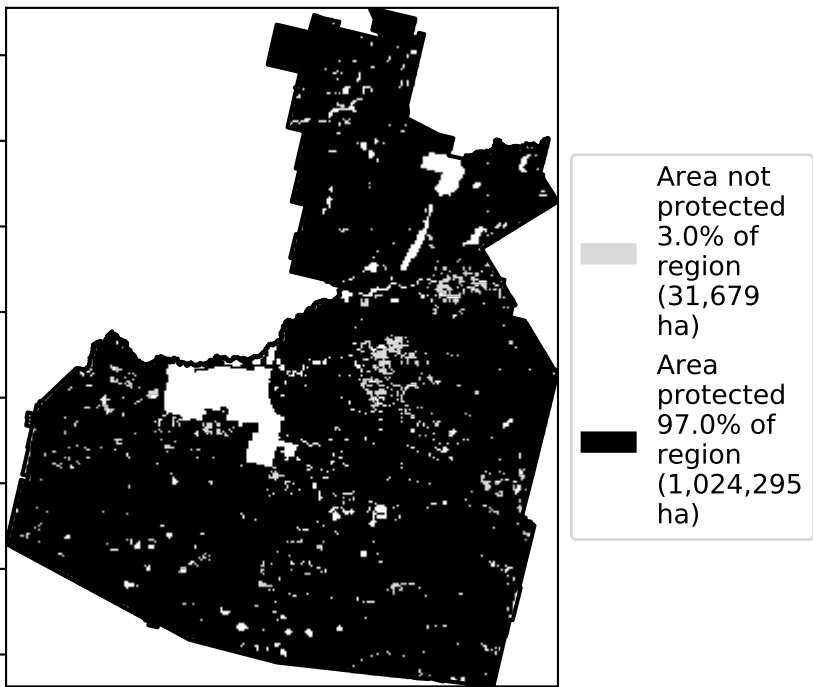 Area not
protected
3.0% of
region
(31,679
ha)
Area
protected
97.0% of
region
(1,024,295
ha)